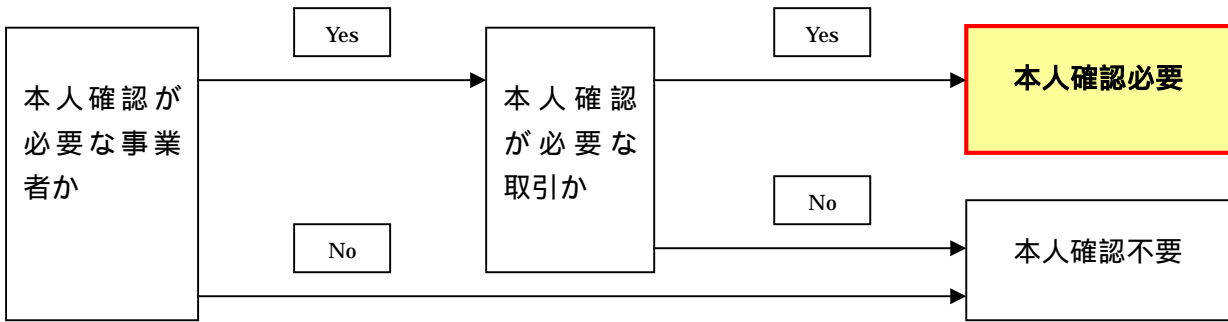 本人確認が
必要な事業
者か
Yes
No
本人確認
が必要な
取引か
Yes
No
本人確認必要
本人確認不要